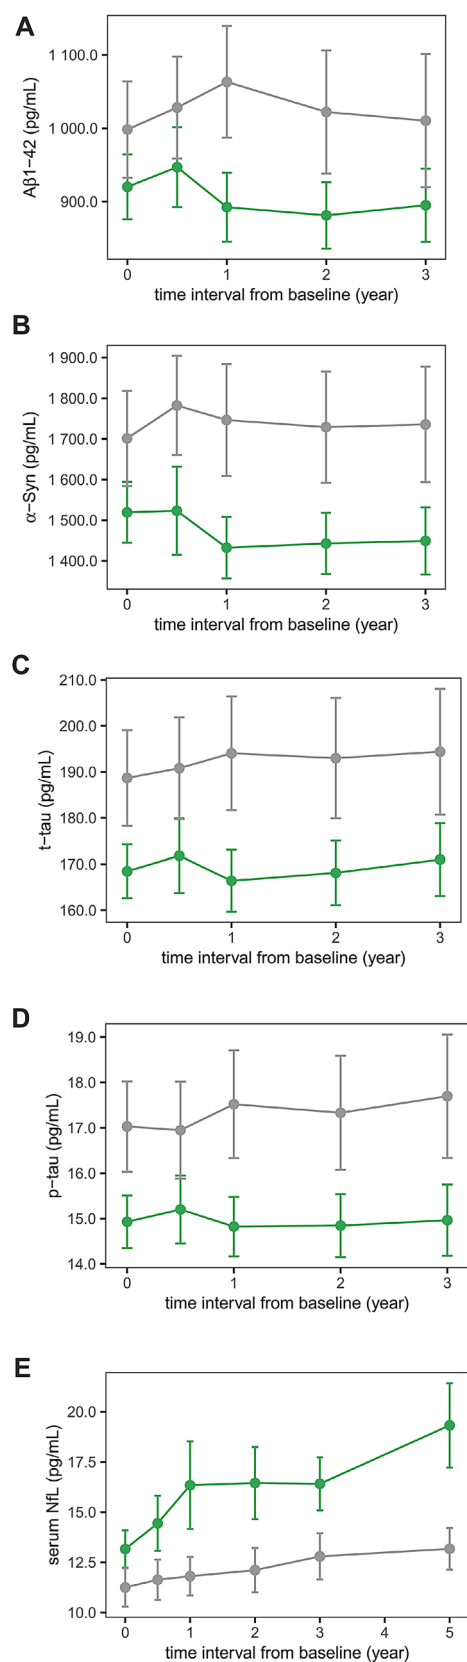 A
Aβ1−42 (pg/mL)
1 100.0
1 000.0
900.0
0 1 2 3
time interval from baseline (year)
B
α−Syn (pg/mL)
1 900.0
1 800.0
1 700.0
1 600.0
1 500.0
1 400.0
0 1 2 3
time interval from baseline (year)
C
t−tau (pg/mL)
210.0
200.0
190.0
180.0
170.0
160.0
0 1 2 3
time interval from baseline (year)
D
p−tau (pg/mL)
19.0
18.0
17.0
16.0
15.0
14.0
0 1 2 3
time interval from baseline (year)
E
serum NfL (pg/mL)
20.0
17.5
15.0
12.5
10.0
0 1 2 3 4 5
time interval from baseline (year)